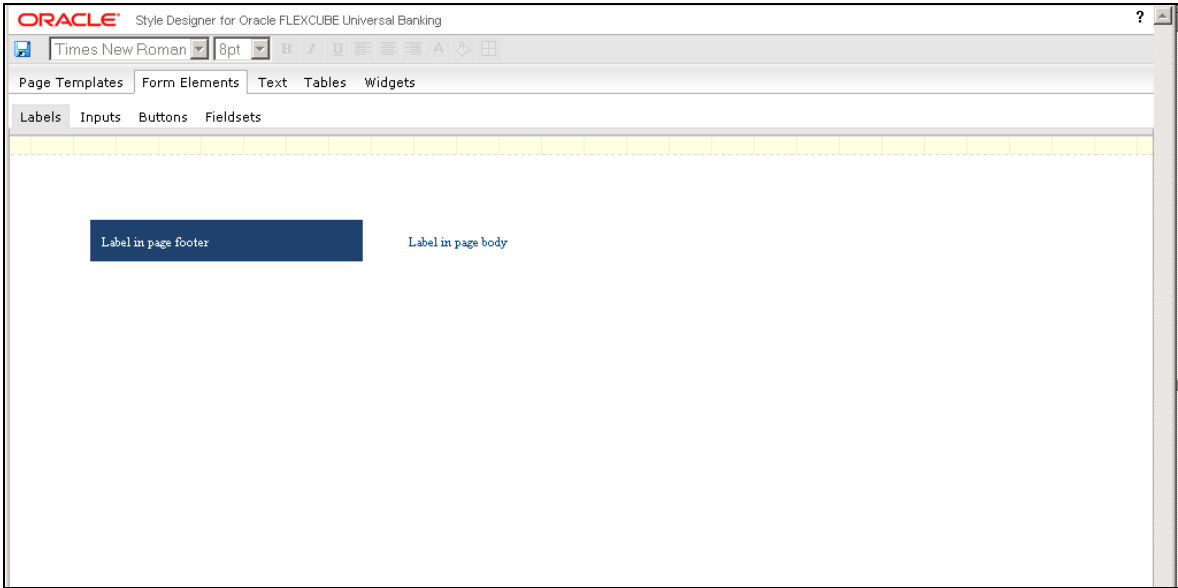 ORACLE® Style Designer for Oracle FLEXCUBE Universal Banking ?
Times New Roman 8pt B I U A
Page Templates Form Elements Text Tables Widgets
Labels Inputs Buttons Fieldsets
Label in page footer Label in page body